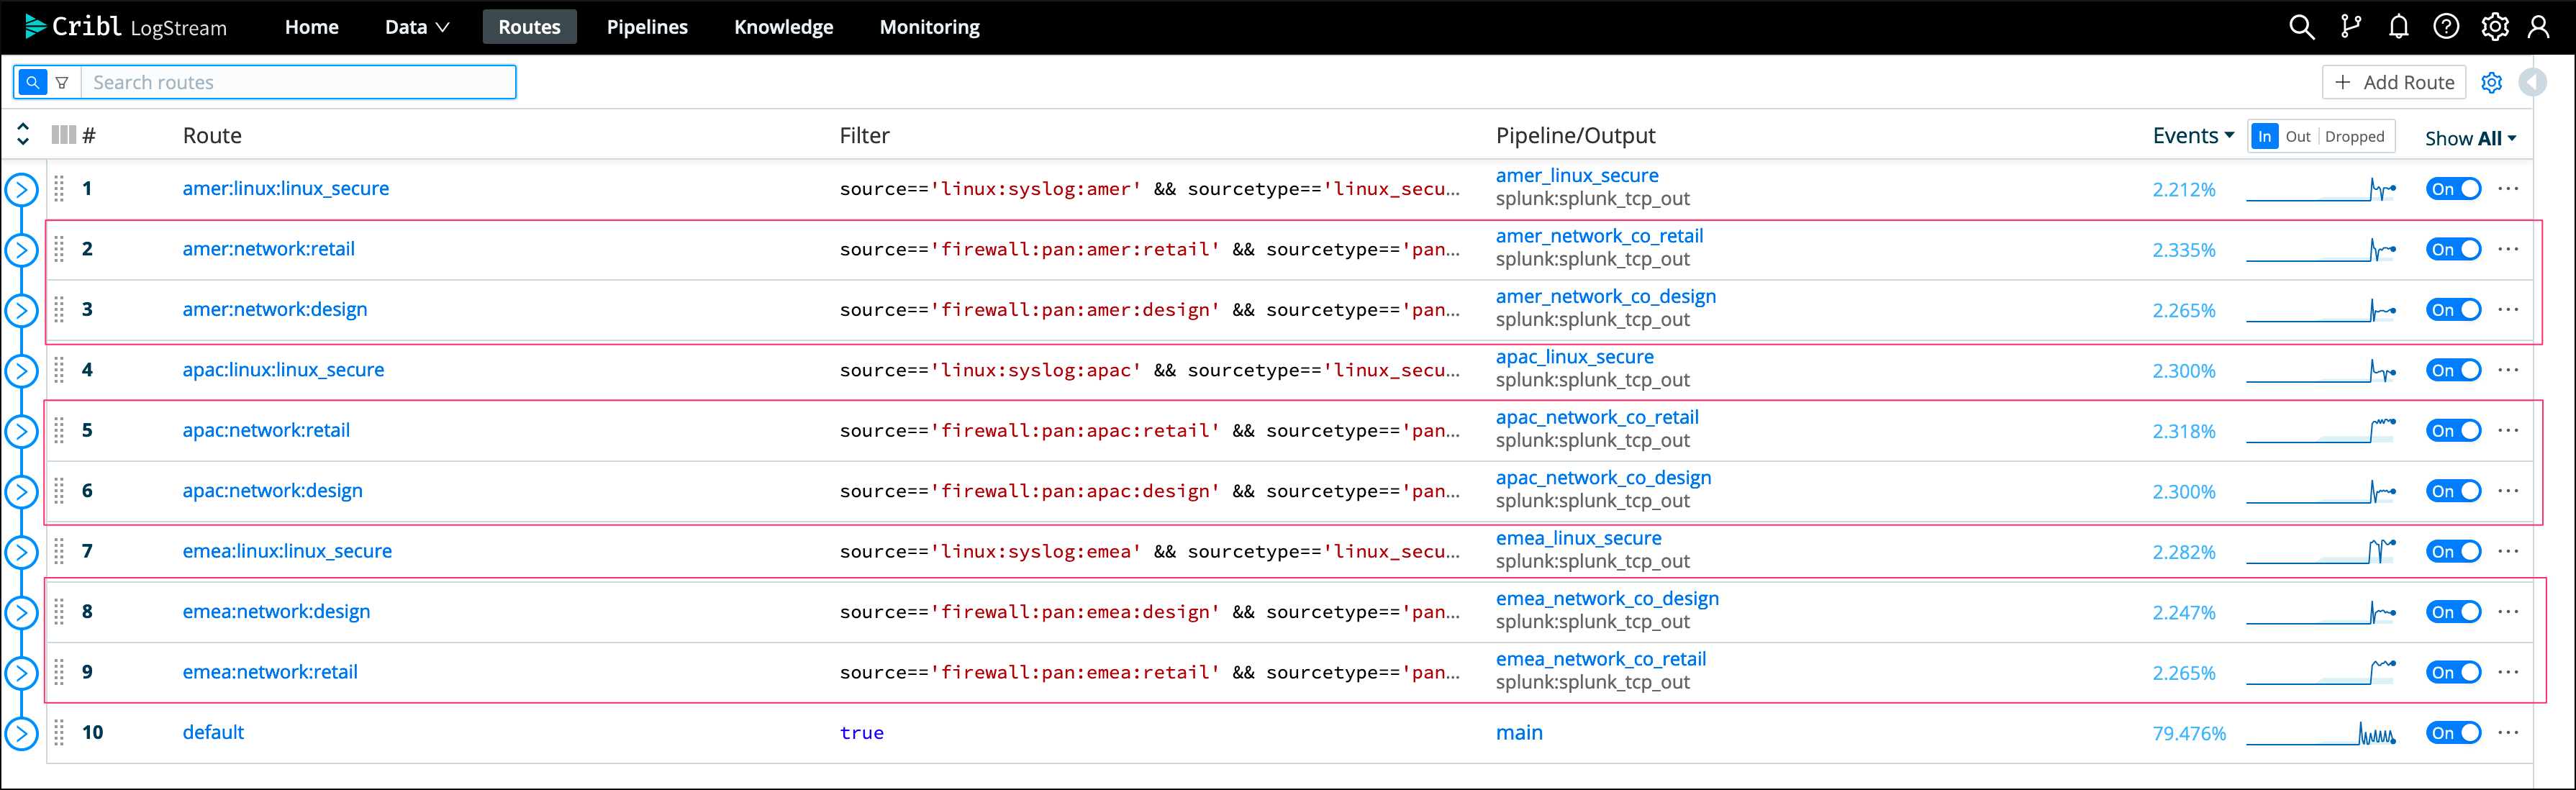 Cribl LogStream Home Data Routes Pipelines Knowledge Monitoring
Search routes + Add Route
# Route Filter Pipeline/Output Events In Out Dropped Show All
1 amer:linux:linux_secure source=='linux:syslog:amer' && sourcetype=='linux_secu... amer_linux_secure 2.212% On ...
splunk:splunk_tcp_out
2 amer:network:retail source=='firewall:pan:amer:retail' && sourcetype=='pan... amer_network_co_retail 2.335% On ...
splunk:splunk_tcp_out
3 amer:network:design source=='firewall:pan:amer:design' && sourcetype=='pan... amer_network_co_design 2.265% On ...
splunk:splunk_tcp_out
4 apac:linux:linux_secure source=='linux:syslog:apac' && sourcetype=='linux_secu... apac_linux_secure 2.300% On ...
splunk:splunk_tcp_out
5 apac:network:retail source=='firewall:pan:apac:retail' && sourcetype=='pan... apac_network_co_retail 2.318% On ...
splunk:splunk_tcp_out
6 apac:network:design source=='firewall:pan:apac:design' && sourcetype=='pan... apac_network_co_design 2.300% On ...
splunk:splunk_tcp_out
7 emea:linux:linux_secure source=='linux:syslog:emea' && sourcetype=='linux_secu... emea_linux_secure 2.282% On ...
splunk:splunk_tcp_out
8 emea:network:design source=='firewall:pan:emea:design' && sourcetype=='pan... emea_network_co_design 2.247% On ...
splunk:splunk_tcp_out
9 emea:network:retail source=='firewall:pan:emea:retail' && sourcetype=='pan... emea_network_co_retail 2.265% On ...
splunk:splunk_tcp_out
10 default true main 79.476% On ...